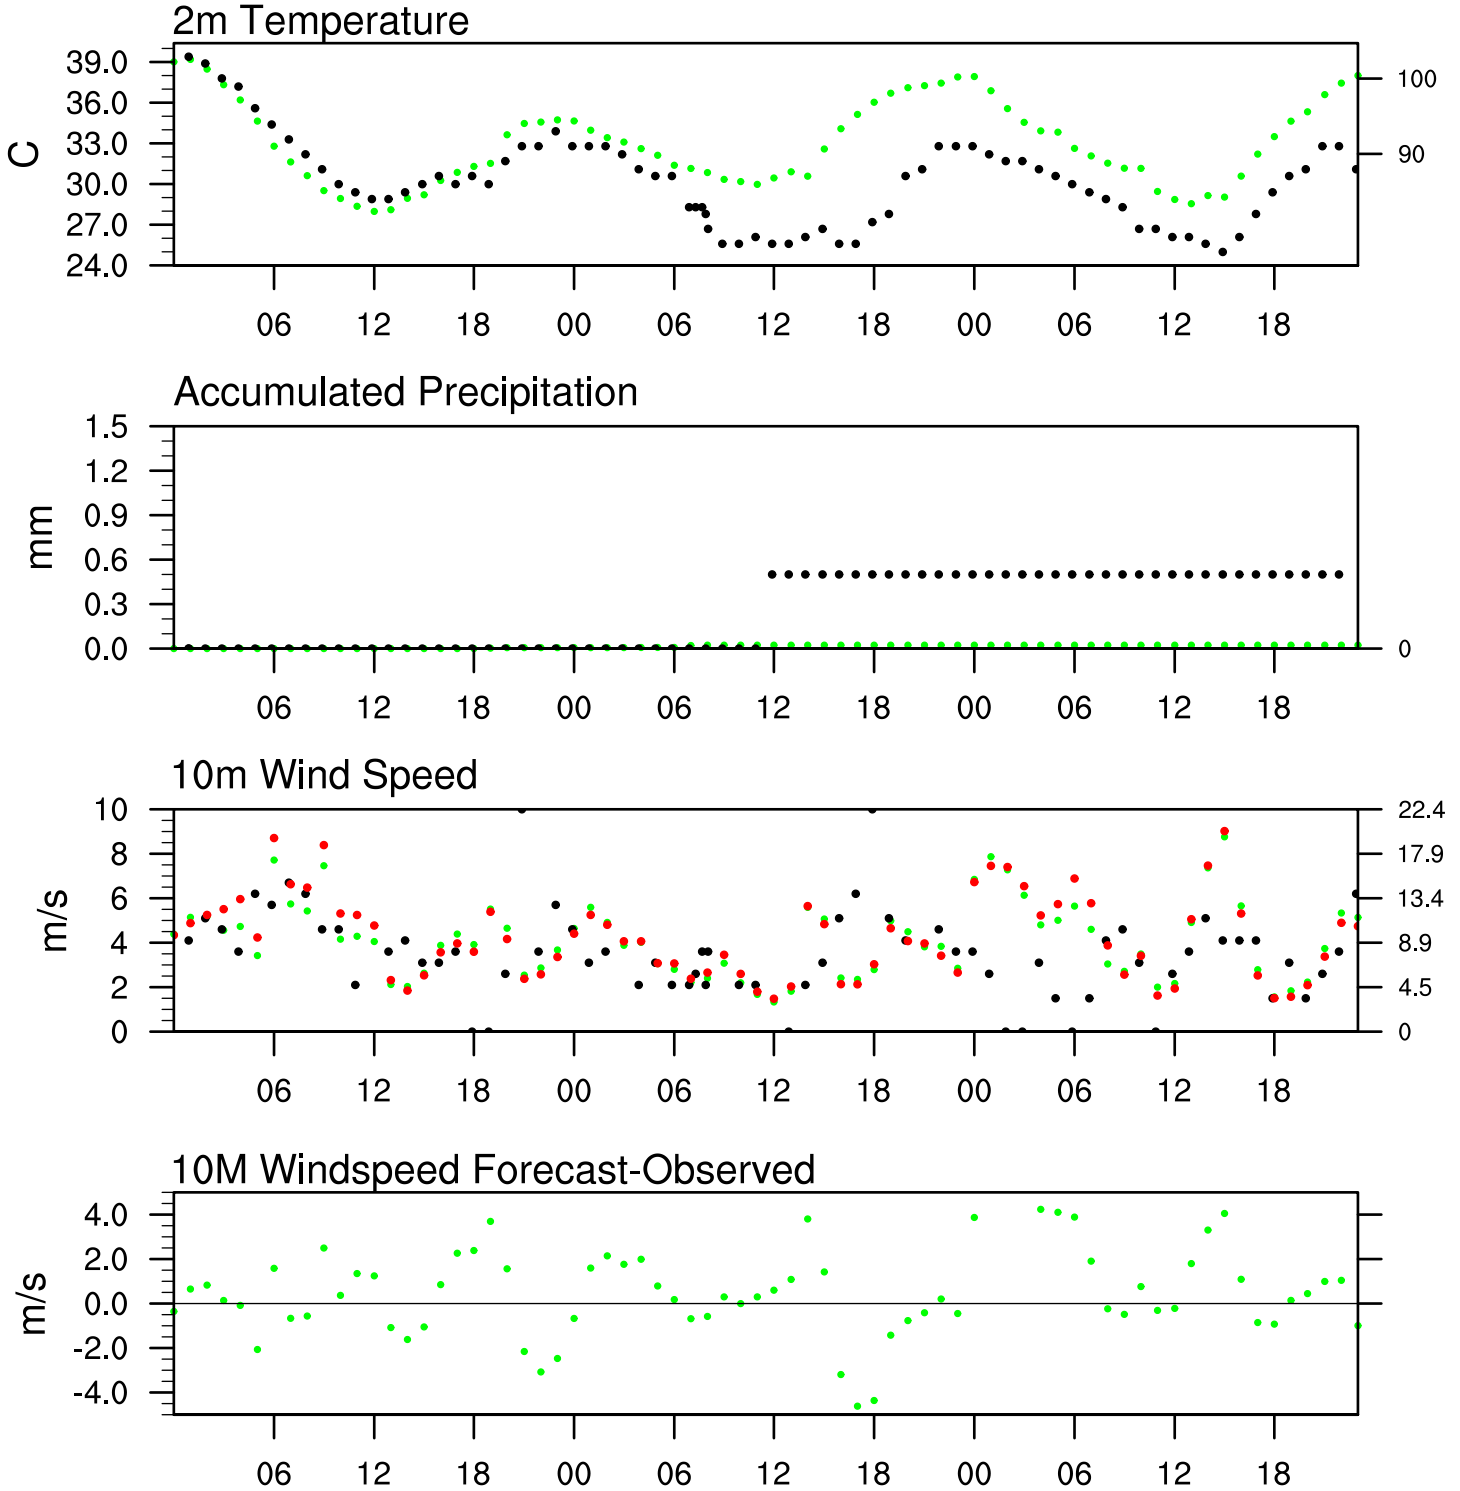 2m Temperature
39.0
36.0
33.0
30.0
27.0
24.0
C
100
90
06 12 18 00 06 12 18 00 06 12 18
Accumulated Precipitation
1.5
1.2
0.9
0.6
0.3
0.0
mm
0
06 12 18 00 06 12 18 00 06 12 18
10m Wind Speed
10
8
6
4
2
0
m/s
22.4
17.9
13.4
8.9
4.5
0
06 12 18 00 06 12 18 00 06 12 18
10M Windspeed Forecast-Observed
4.0
2.0
0.0
-2.0
-4.0
m/s
06 12 18 00 06 12 18 00 06 12 18